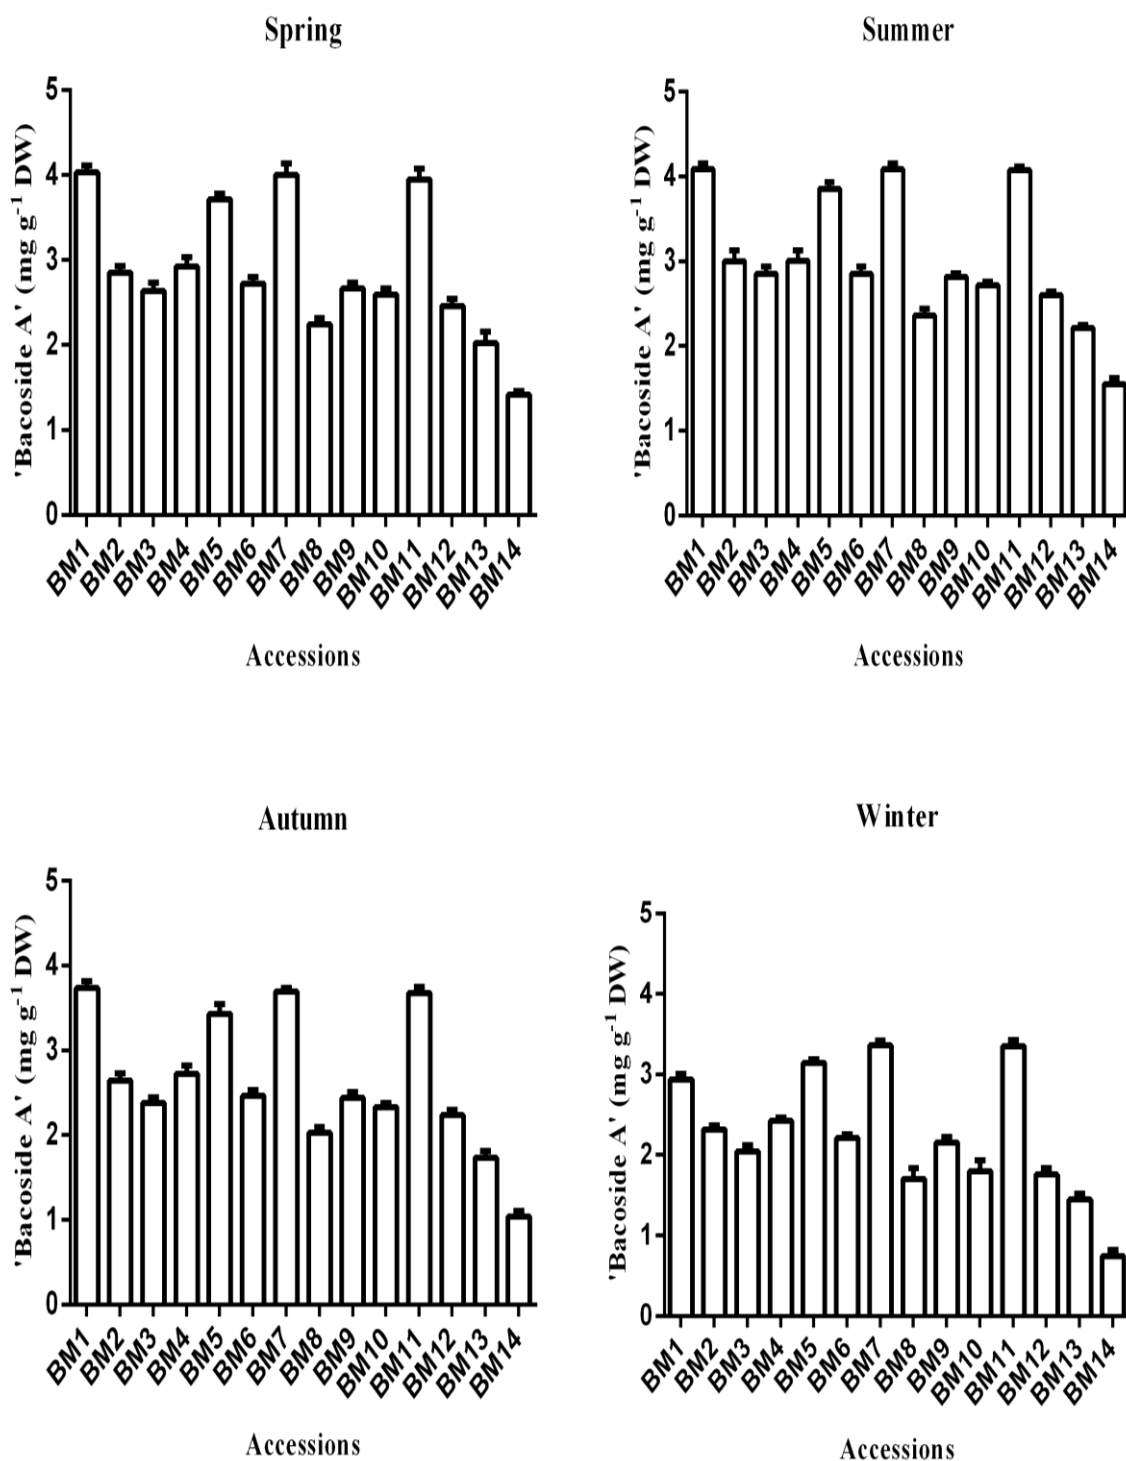 Spring
'Bacoside A' (mg g-1 DW)
5
4
3
2
1
0
BM1
BM2
BM3
BM4
BM5
BM6
BM7
BM8
BM9
BM10
BM11
BM12
BM13
BM14
Accessions
Summer
'Bacoside A' (mg g-1 DW)
5
4
3
2
1
0
BM1
BM2
BM3
BM4
BM5
BM6
BM7
BM8
BM9
BM10
BM11
BM12
BM13
BM14
Accessions
Autumn
'Bacoside A' (mg g-1 DW)
5
4
3
2
1
0
BM1
BM2
BM3
BM4
BM5
BM6
BM7
BM8
BM9
BM10
BM11
BM12
BM13
BM14
Accessions
Winter
'Bacoside A' (mg g-1 DW)
5
4
3
2
1
0
BM1
BM2
BM3
BM4
BM5
BM6
BM7
BM8
BM9
BM10
BM11
BM12
BM13
BM14
Accessions